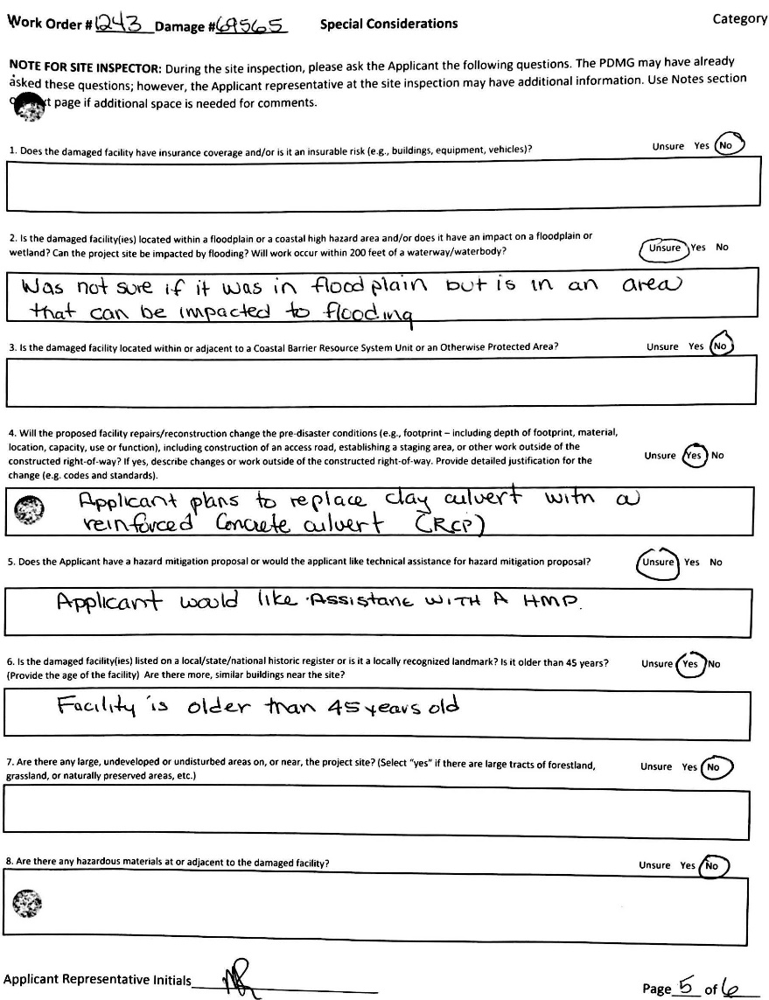 Work Order # 1243 Damage # 69565 Special Considerations Category
NOTE FOR SITE INSPECTOR: During the site inspection, please ask the Applicant the following questions. The PDMG may have already
asked these questions; however, the Applicant representative at the site inspection may have additional information. Use Notes section
page if additional space is needed for comments.
1. Does the damaged facility have insurance coverage and/or is it an insurable risk (e.g., buildings, equipment, vehicles)? Unsure Yes No
2. Is the damaged facility(ies) located within a floodplain or a coastal high hazard area and/or does it have an impact on a floodplain or
wetland? Can the project site be impacted by flooding? Will work occur within 200 feet of a waterway/waterbody? Unsure Yes No
Was not sure if it was in flood plain but is in an area
that can be impacted to flooding
3. Is the damaged facility located within or adjacent to a Coastal Barrier Resource System Unit or an Otherwise Protected Area? Unsure Yes No
4. Will the proposed facility repairs/reconstruction change the pre-disaster conditions (e.g., footprint – including depth of footprint, material,
location, capacity, use or function), including construction of an access road, establishing a staging area, or other work outside of the
constructed right-of-way? If yes, describe changes or work outside of the constructed right-of-way. Provide detailed justification for the Unsure Yes No
change (e.g. codes and standards).
Applicant plans to replace clay culvert with a
reinforced Concrete culvert (RCP)
5. Does the Applicant have a hazard mitigation proposal or would the applicant like technical assistance for hazard mitigation proposal? Unsure Yes No
Applicant would like Assistanc WITH A HMP.
6. Is the damaged facility(ies) listed on a local/state/national historic register or is it a locally recognized landmark? Is it older than 45 years? Unsure Yes No
(Provide the age of the facility) Are there more, similar buildings near the site?
Facility is older than 45 years old
7. Are there any large, undeveloped or undisturbed areas on, or near, the project site? (Select "yes" if there are large tracts of forestland, Unsure Yes No
grassland, or naturally preserved areas, etc.)
8. Are there any hazardous materials at or adjacent to the damaged facility? Unsure Yes No
Applicant Representative Initials
Page 5 of 6